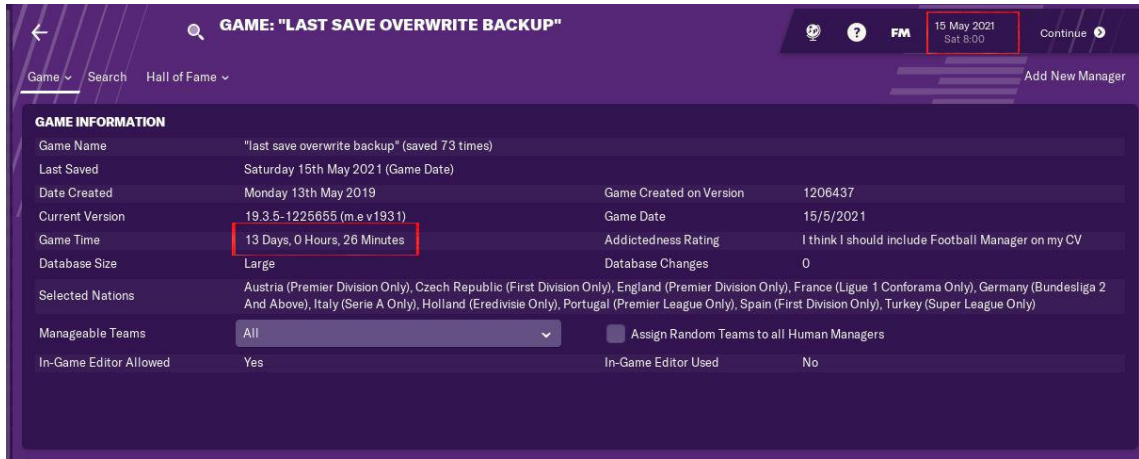 GAME: "LAST SAVE OVERWRITE BACKUP"
? FM 15 May 2021 Continue
Sat 8:00
Game Search Hall of Fame Add New Manager
GAME INFORMATION
Game Name "last save overwrite backup" (saved 73 times)
Last Saved Saturday 15th May 2021 (Game Date)
Date Created Monday 13th May 2019 Game Created on Version 1206437
Current Version 19.3.5-1225655 (m.e v1931) Game Date 15/5/2021
Game Time 13 Days, 0 Hours, 26 Minutes Addictedness Rating I think I should include Football Manager on my CV
Database Size Large Database Changes 0
Selected Nations Austria (Premier Division Only), Czech Republic (First Division Only), England (Premier Division Only), France (Ligue 1 Conforama Only), Germany (Bundesliga 2
And Above), Italy (Serie A Only), Holland (Eredivisie Only), Portugal (Premier League Only), Spain (First Division Only), Turkey (Super League Only)
Manageable Teams All Assign Random Teams to all Human Managers
In-Game Editor Allowed Yes In-Game Editor Used No